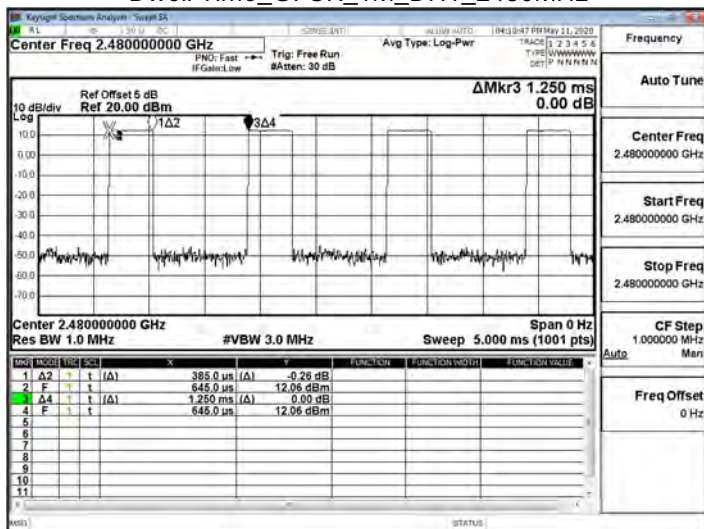 Keysight Spectrum Analyzer - Swept SA
RL 50 Ω DC SENSE:INT ALIGN AUTO 04:10:47 PM May 11, 2020
Center Freq 2.480000000 GHz
PNO: Fast
IFGain:Low
Trig: Free Run
#Atten: 30 dB
Avg Type: Log-Pwr
TRACE 1 2 3 4 5 6
TYPE WWWWWW
DET P N N N N N
Ref Offset 5 dB
10 dB/div Ref 20.00 dBm
ΔMkr3 1.250 ms
0.00 dB
Log
1Δ2
3Δ4
10.0
0.00
-10.0
-20.0
-30.0
-40.0
-50.0
-60.0
-70.0
Center 2.480000000 GHz Span 0 Hz
Res BW 1.0 MHz #VBW 3.0 MHz Sweep 5.000 ms (1001 pts)
MKR MODE TRC SCL X Y FUNCTION FUNCTION WIDTH FUNCTION VALUE
1 Δ2 1 t (Δ) 385.0 µs (Δ) -0.26 dB
2 F 1 t 645.0 µs 12.06 dBm
3 Δ4 1 t (Δ) 1.250 ms (Δ) 0.00 dB
4 F 1 t 645.0 µs 12.06 dBm
5
6
7
8
9
10
11
MSG STATUS
Frequency
Auto Tune
Center Freq
2.480000000 GHz
Start Freq
2.480000000 GHz
Stop Freq
2.480000000 GHz
CF Step
1.000000 MHz
Auto Man
Freq Offset
0 Hz